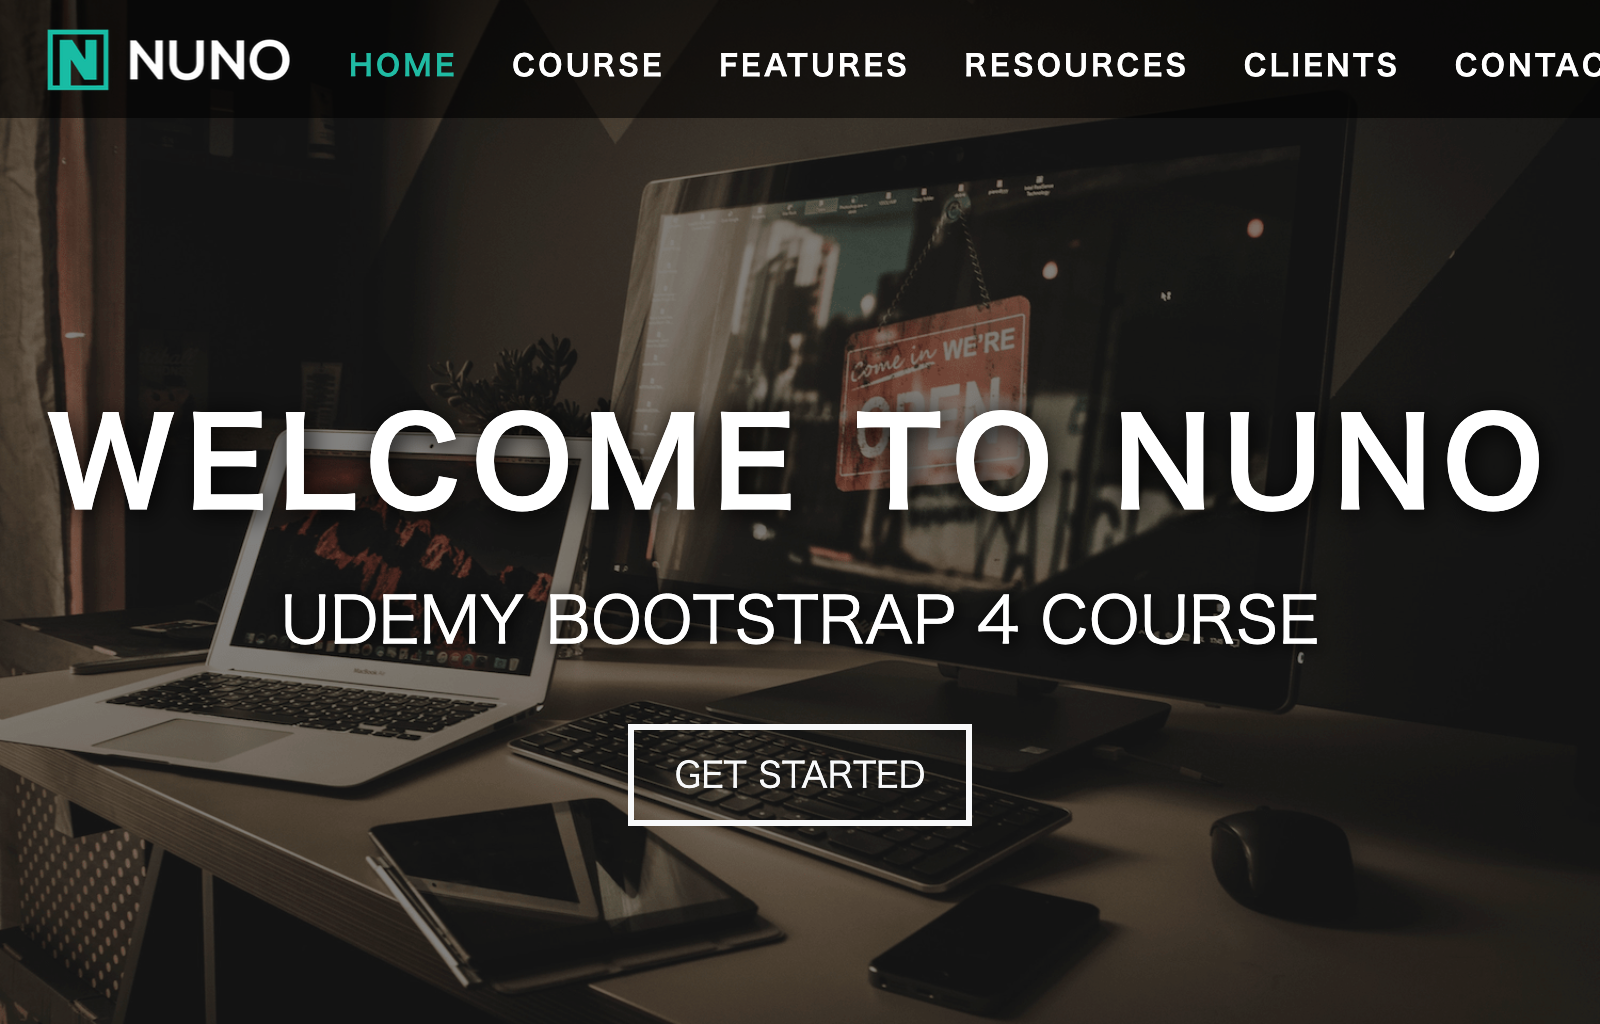 N NUNO HOME COURSE FEATURES RESOURCES CLIENTS CONTAC
Come in WE'RE
OPEN
WELCOME TO NUNO
UDEMY BOOTSTRAP 4 COURSE
GET STARTED